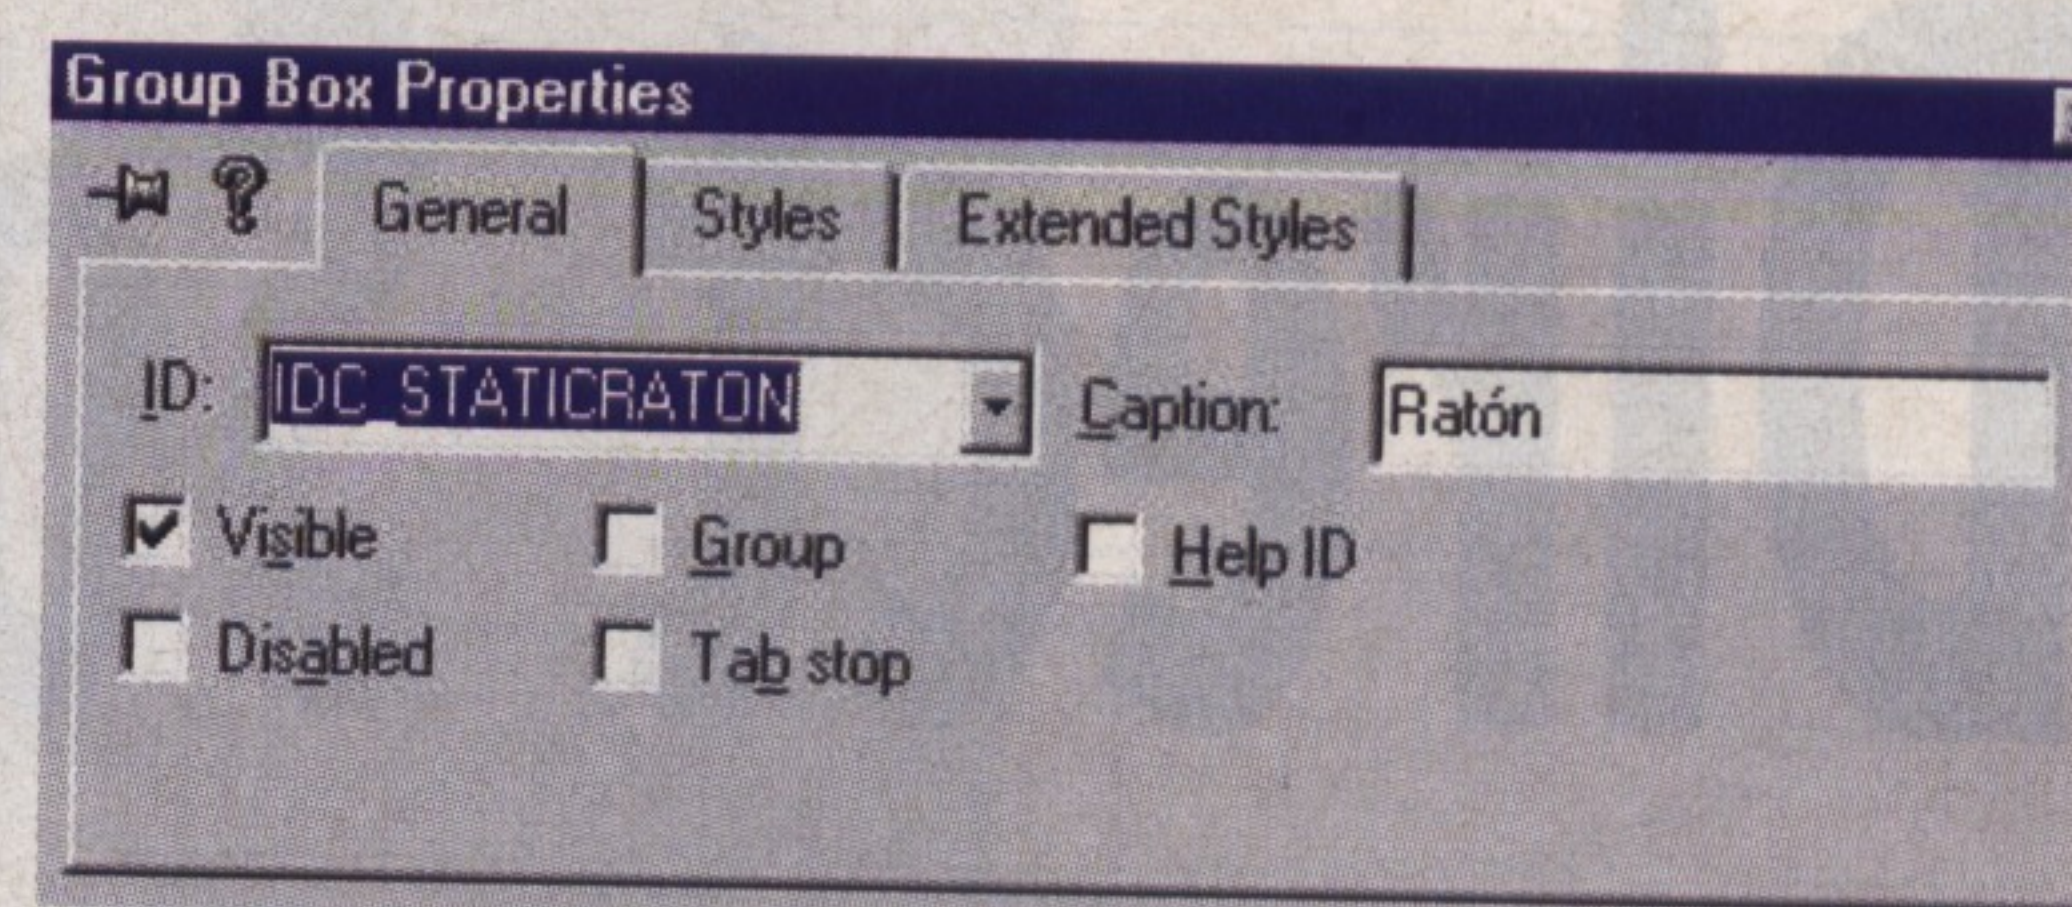 Group Box Properties
General Styles Extended Styles
ID: IDC_STATICRATON Caption: Ratón
Visible Group Help ID
Disabled Tab stop